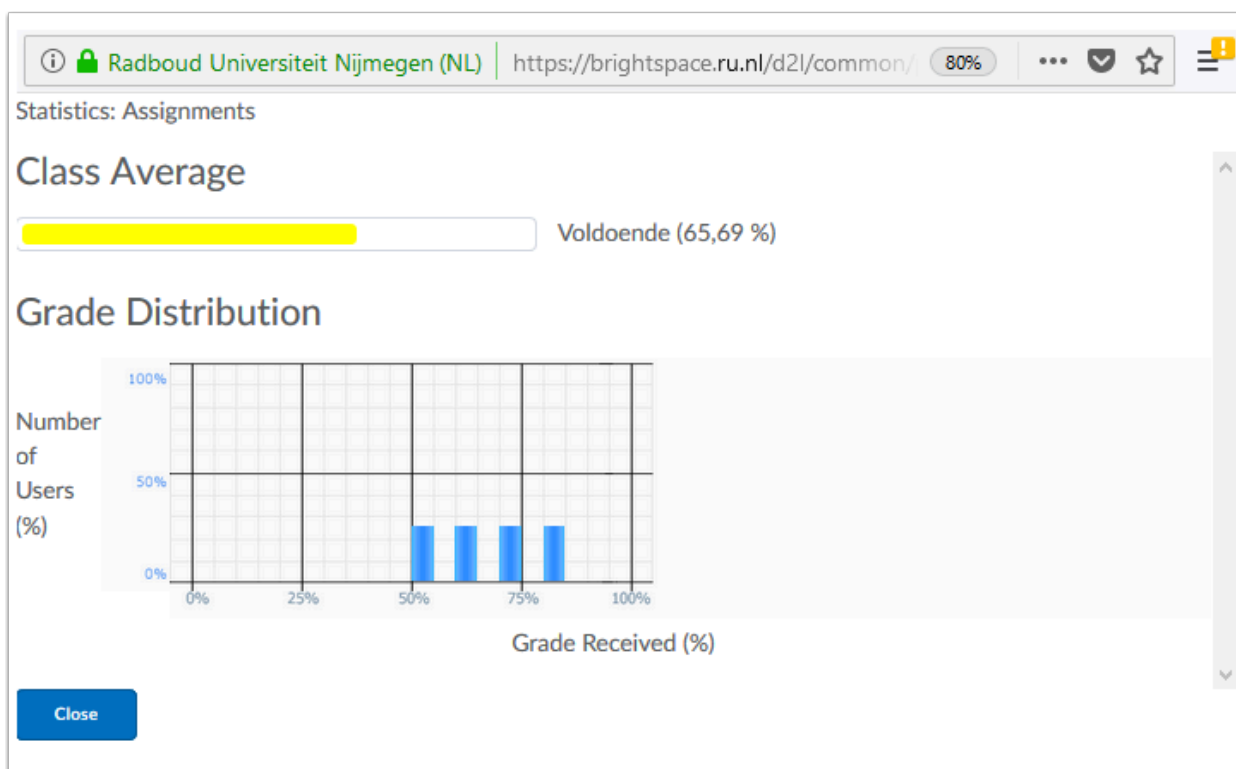 Radboud Universiteit Nijmegen (NL) https://brightspace.ru.nl/d2l/common/ 80%
Statistics: Assignments
Class Average
Voldoende (65,69 %)
Grade Distribution
Number
of
Users
(%)
100%
50%
0%
0% 25% 50% 75% 100%
Grade Received (%)
Close